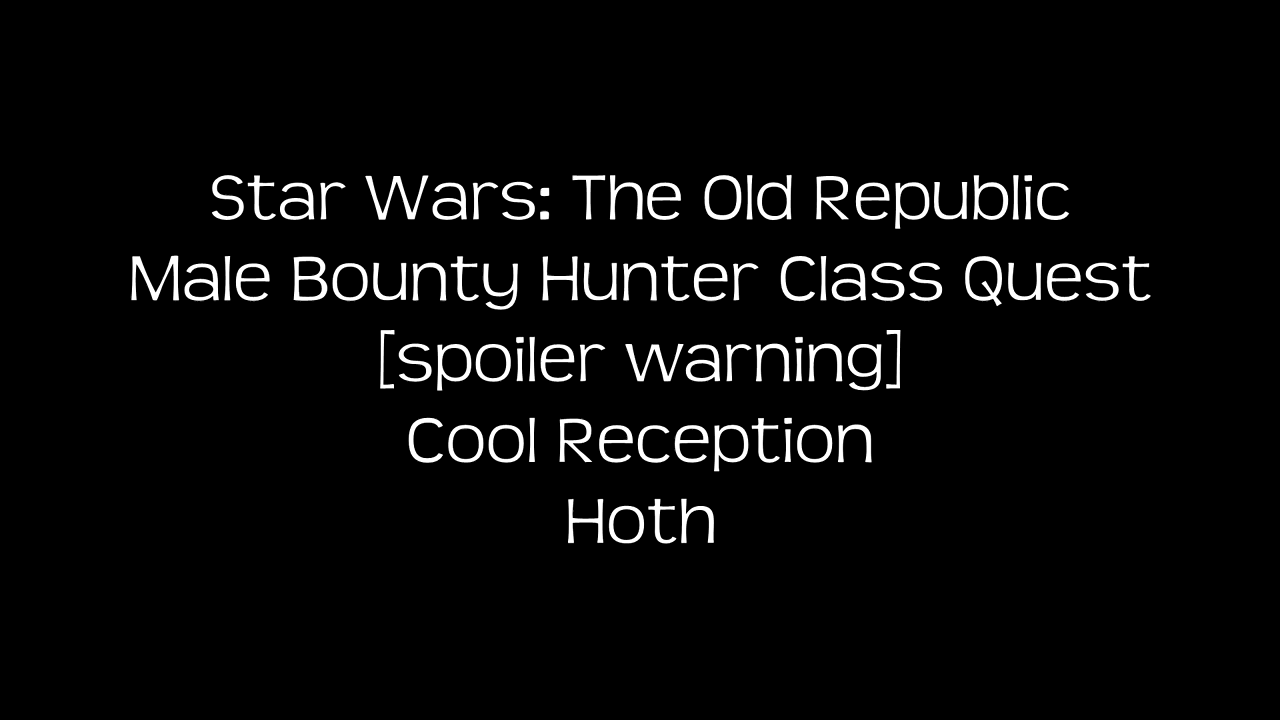 Star Wars: The Old Republic
Male Bounty Hunter Class Quest
[spoiler warning]
Cool Reception
Hoth